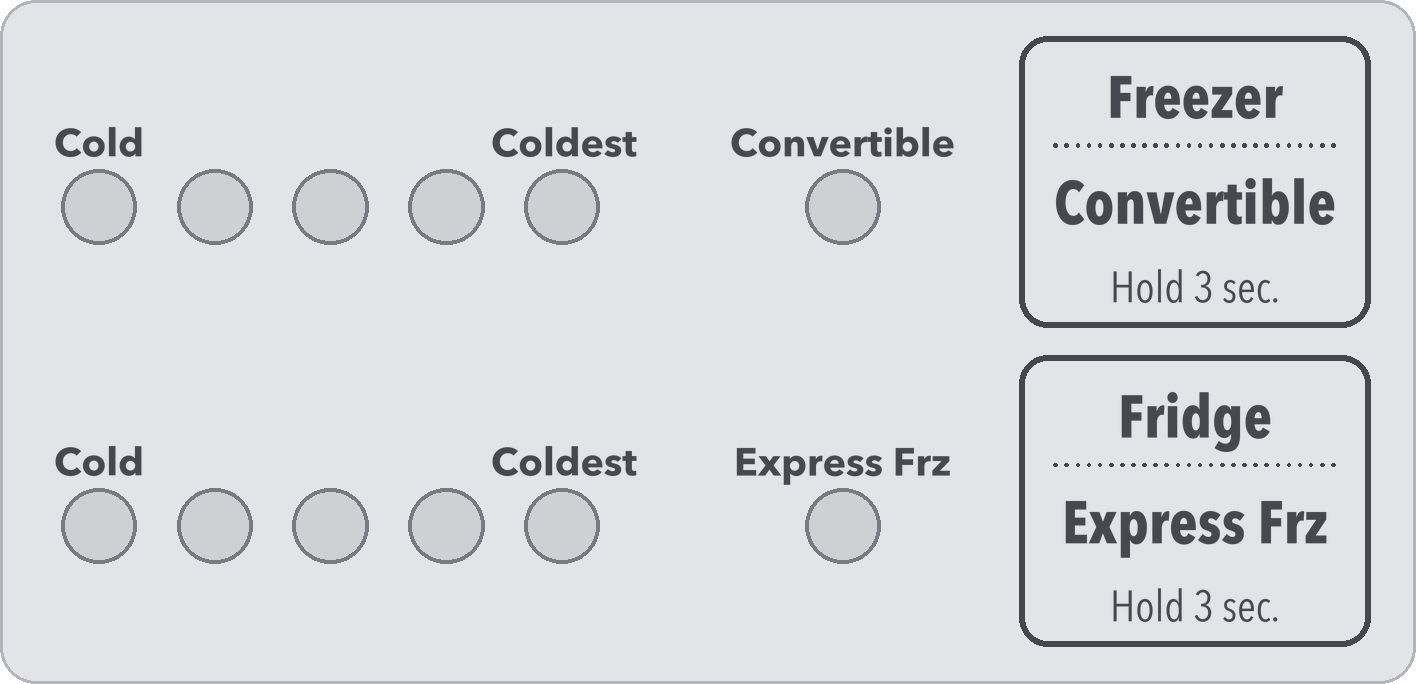 Cold Coldest Convertible
Freezer
Convertible
Hold 3 sec.
Cold Coldest Express Frz
Fridge
Express Frz
Hold 3 sec.